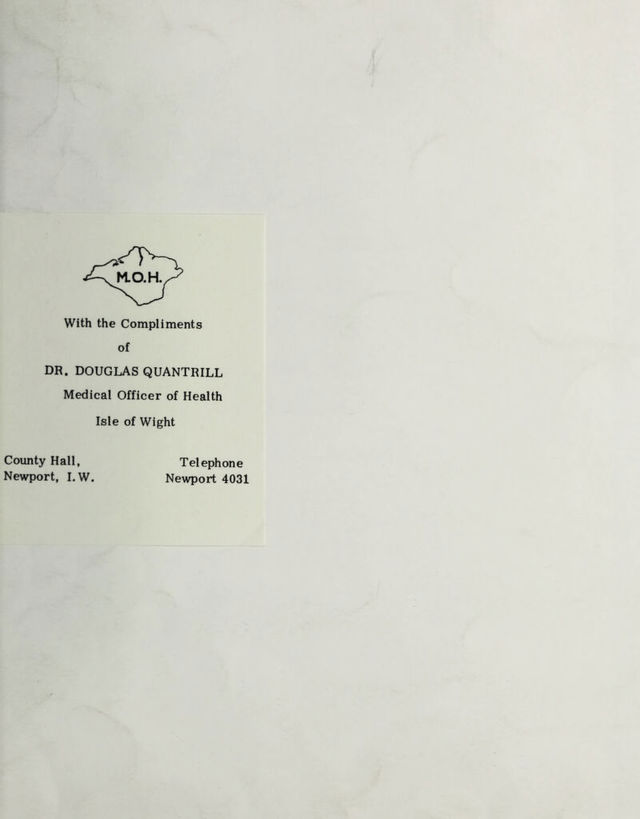 M.O.H.
With the Compliments
of
DR. DOUGLAS QUANTRILL
Medical Officer of Health
Isle of Wight
County Hall,
Newport, I.W.
Telephone
Newport 4031